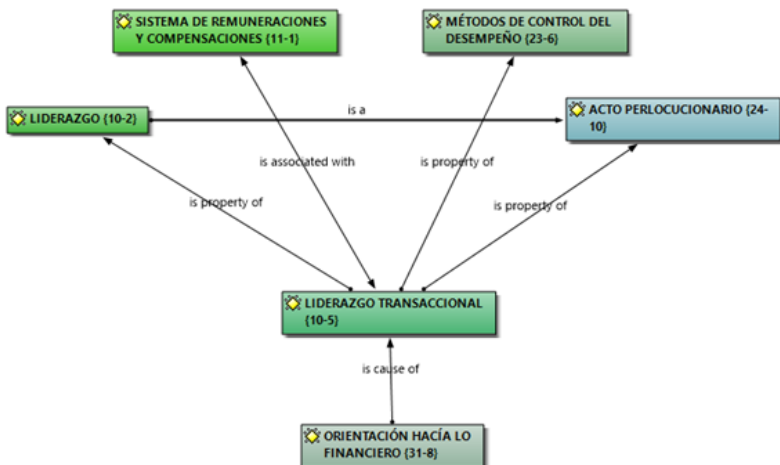 SISTEMA DE REMUNERACIONES
Y COMPENSACIONES {11-1}
MÉTODOS DE CONTROL DEL
DESEMPEÑO {23-6}
LIDERAZGO {10-2}
is a
ACTO PERLOCUCIONARIO {24-
10}
is associated with
is property of
is property of
is property of
LIDERAZGO TRANSACCIONAL
{10-5}
is cause of
ORIENTACIÓN HACÍA LO
FINANCIERO {31-8}